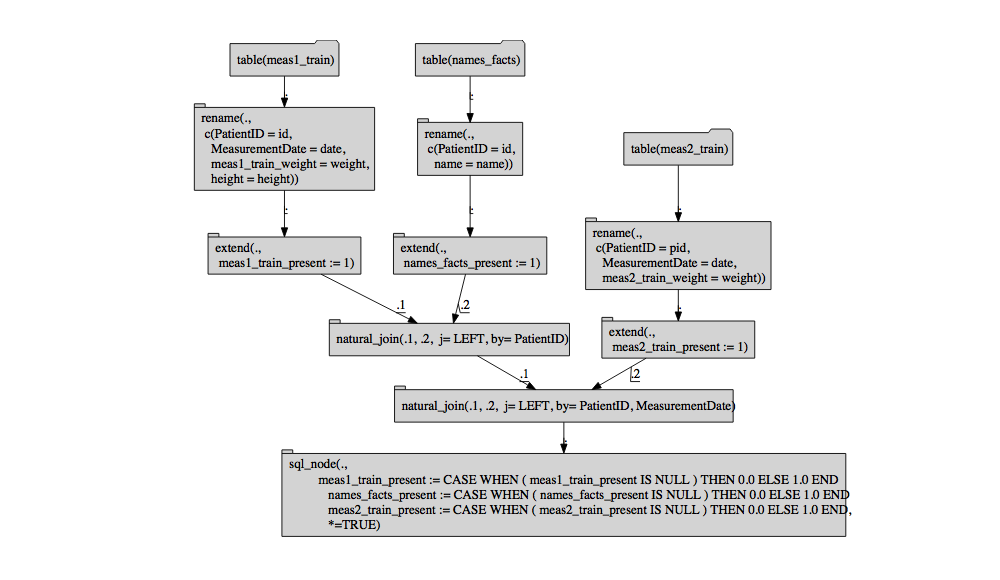 table(meas1_train)
table(names_facts)
rename(.,
c(PatientID = id,
MeasurementDate = date,
meas1_train_weight = weight,
height = height))
rename(.,
c(PatientID = id,
name = name))
table(meas2_train)
extend(.,
meas1_train_present := 1)
extend(.,
names_facts_present := 1)
rename(.,
c(PatientID = pid,
MeasurementDate = date,
meas2_train_weight = weight))
.1
.2
natural_join(.1, .2, j= LEFT, by= PatientID)
extend(.,
meas2_train_present := 1)
.1
.2
natural_join(.1, .2, j= LEFT, by= PatientID, MeasurementDate)
sql_node(.,
meas1_train_present := CASE WHEN ( meas1_train_present IS NULL ) THEN 0.0 ELSE 1.0 END
names_facts_present := CASE WHEN ( names_facts_present IS NULL ) THEN 0.0 ELSE 1.0 END
meas2_train_present := CASE WHEN ( meas2_train_present IS NULL ) THEN 0.0 ELSE 1.0 END,
*=TRUE)